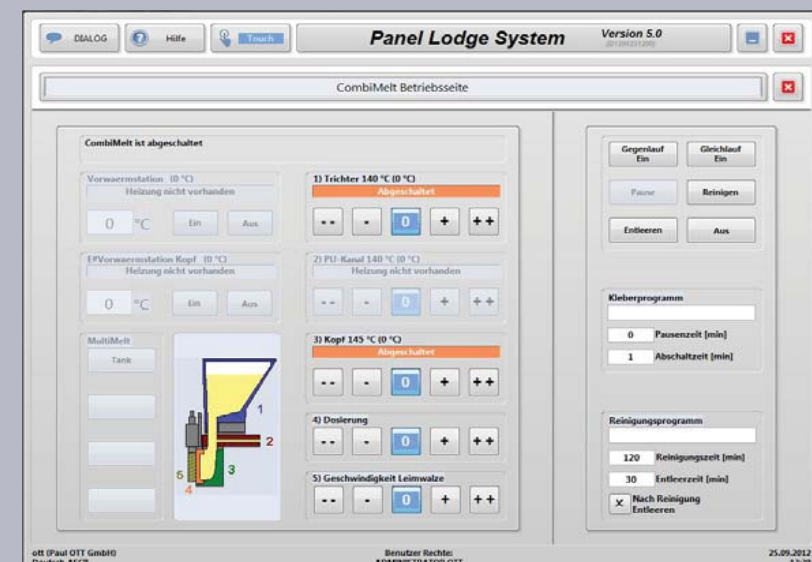 DIALOG
Hilfe
Touch
Panel Lodge System
Version 5.0
CombiMelt Betriebsseite
CombiMelt ist abgeschaltet
Vorwaermstation (0 °C)
Heizung nicht vorhanden
0 °C Ein Aus
E#Vorwaermstation Kopf (0 °C)
Heizung nicht vorhanden
0 °C Ein Aus
MultiMelt
Tank
1
2
3
4
5
1) Trichter 140 °C (0 °C)
Abgeschaltet
-- - 0 + ++
2) PU-Kanal 140 °C (0 °C)
Heizung nicht vorhanden
-- - 0 + ++
3) Kopf 145 °C (0 °C)
Abgeschaltet
-- - 0 + ++
4) Dosierung
-- - 0 + ++
5) Geschwindigkeit Leimwalze
-- - 0 + ++
Gegenlauf
Ein
Gleichlauf
Ein
Pause
Reinigen
Entleeren
Aus
Kleberprogramm
0 Pausenzeit [min]
1 Abschaltzeit [min]
Reinigungsprogramm
120 Reinigungszeit [min]
30 Entleerzeit [min]
X Nach Reinigung
Entleeren
ott (Paul OTT GmbH)
Benutzer Rechte:
25.09.2012